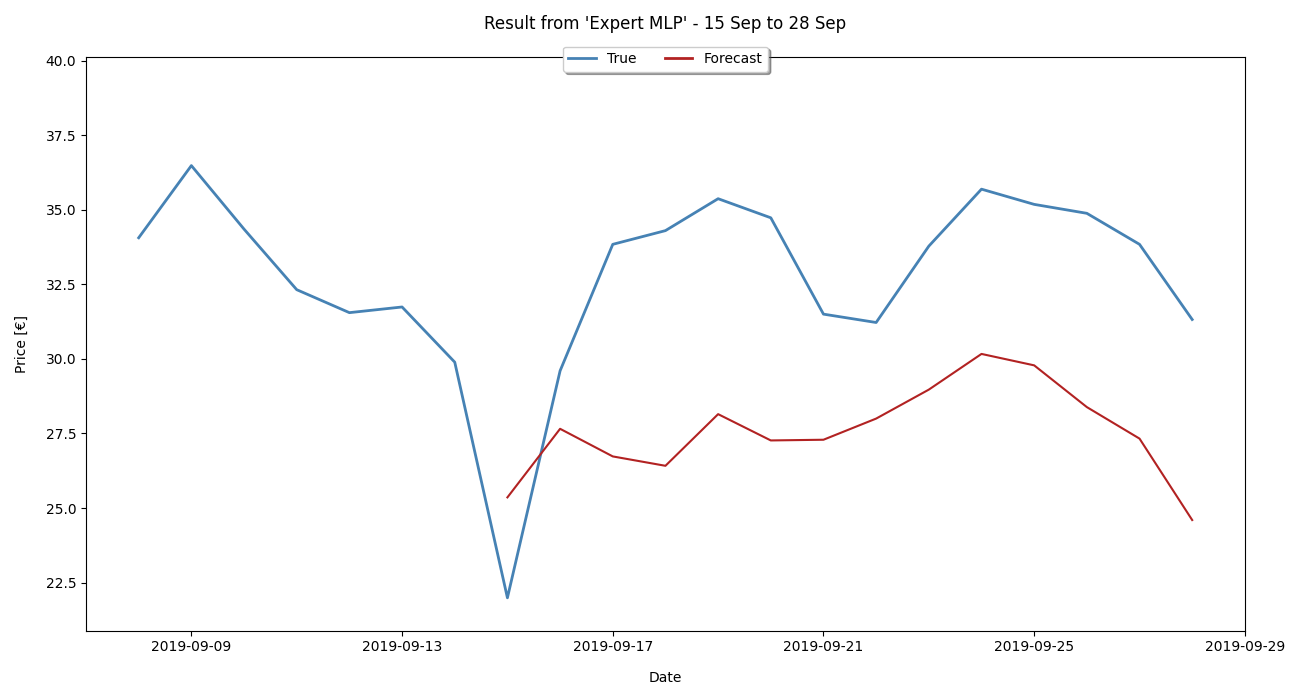 Result from 'Expert MLP' - 15 Sep to 28 Sep
True Forecast
40.0
37.5
35.0
32.5
30.0
27.5
25.0
22.5
Price [€]
2019-09-09 2019-09-13 2019-09-17 2019-09-21 2019-09-25 2019-09-29
Date